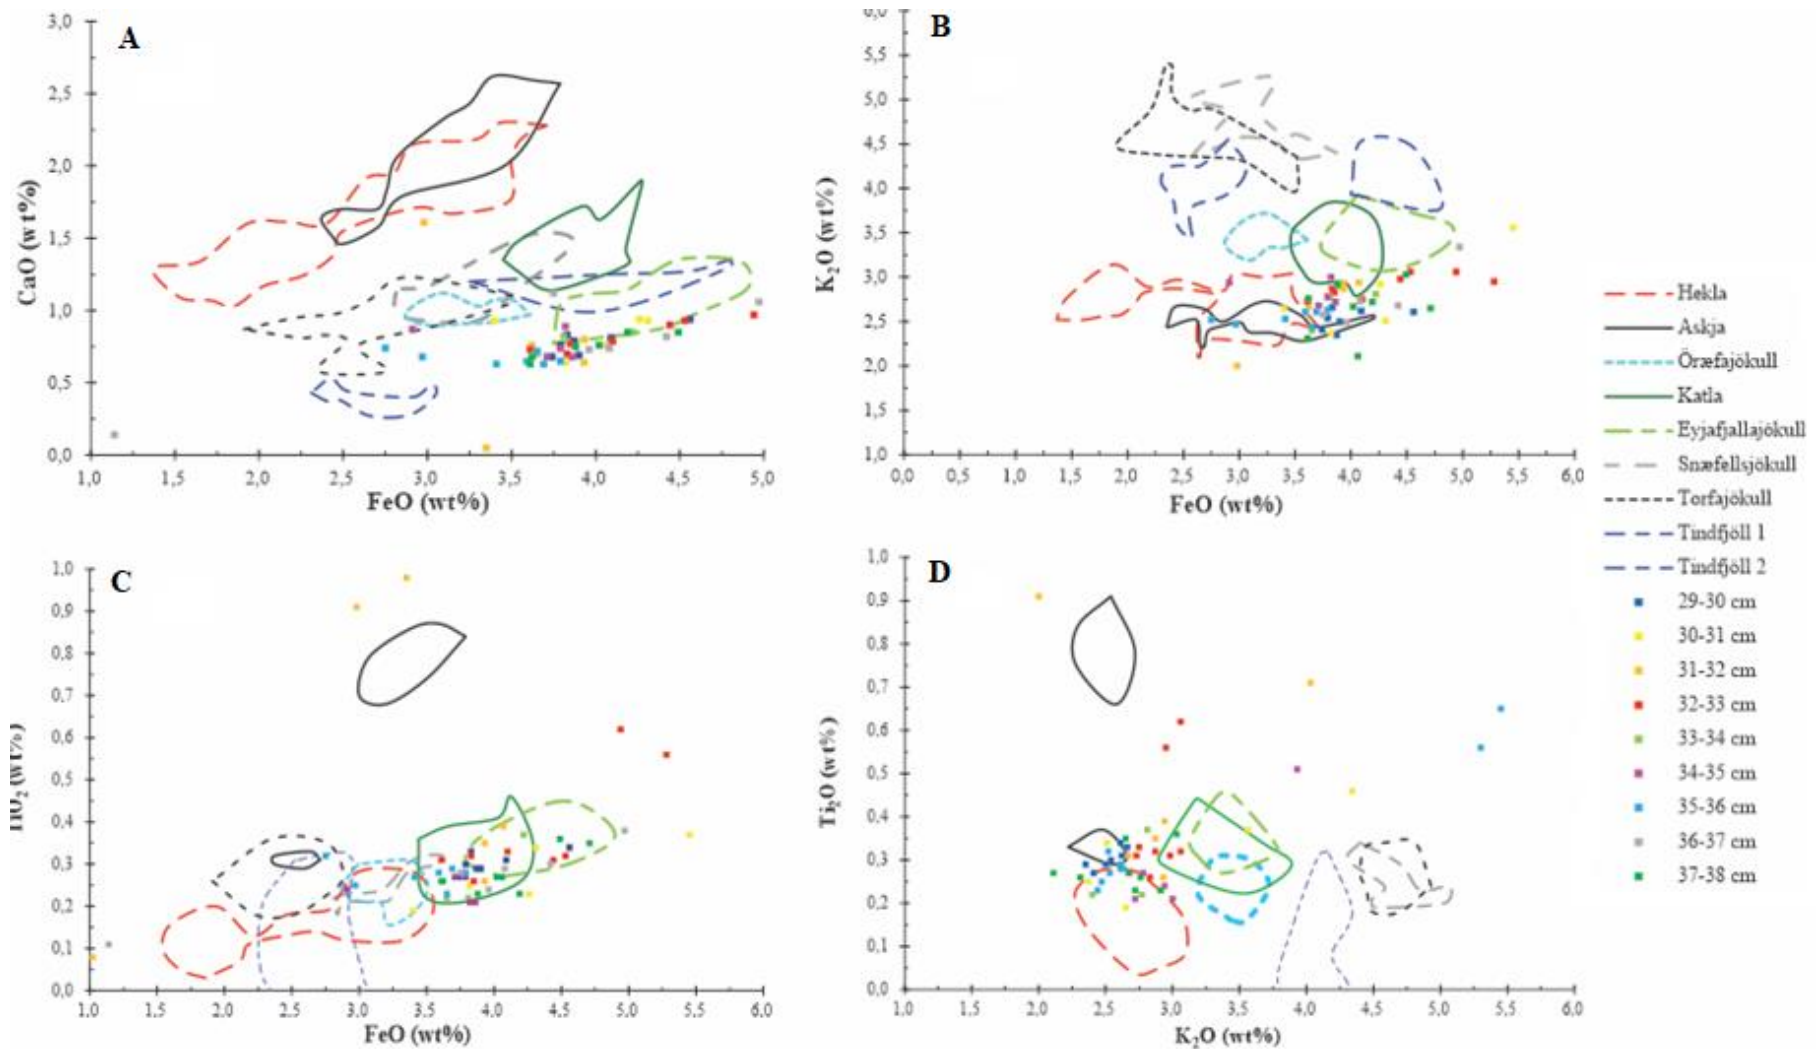 A
CaO (wt%)
3,0
2,5
2,0
1,5
1,0
0,5
0,0
1,0 1,5 2,0 2,5 3,0 3,5 4,0 4,5 5,0
FeO (wt%)
B
K2O (wt%)
6,0
5,5
5,0
4,5
4,0
3,5
3,0
2,5
2,0
1,5
1,0
0,0 0,5 1,0 1,5 2,0 2,5 3,0 3,5 4,0 4,5 5,0 5,5 6,0
FeO (wt%)
C
TiO2 (wt%)
1,0
0,9
0,8
0,7
0,6
0,5
0,4
0,3
0,2
0,1
0,0
1,0 1,5 2,0 2,5 3,0 3,5 4,0 4,5 5,0 5,5 6,0
FeO (wt%)
D
Ti2O (wt%)
1,0
0,9
0,8
0,7
0,6
0,5
0,4
0,3
0,2
0,1
0,0
1,0 1,5 2,0 2,5 3,0 3,5 4,0 4,5 5,0 5,5 6,0
K2O (wt%)
Hekla
Askja
Öræfajökull
Katla
Eyjafjallajökull
Snæfellsjökull
Torfajökull
Tindfjöll 1
Tindfjöll 2
29-30 cm
30-31 cm
31-32 cm
32-33 cm
33-34 cm
34-35 cm
35-36 cm
36-37 cm
37-38 cm